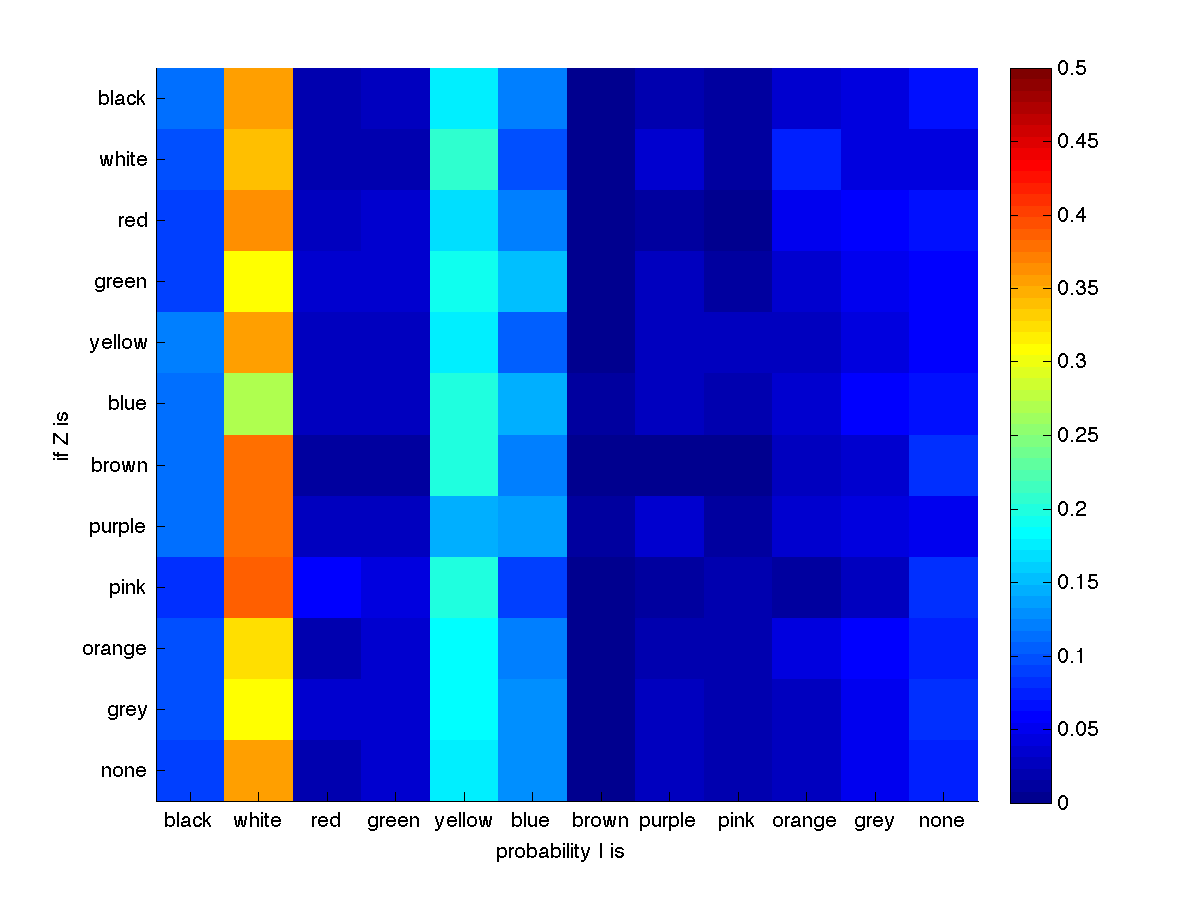 black
white
red
green
yellow
blue
brown
purple
pink
orange
grey
none
if Z is
black white red green yellow blue brown purple pink orange grey none
probability I is
0.5
0.45
0.4
0.35
0.3
0.25
0.2
0.15
0.1
0.05
0